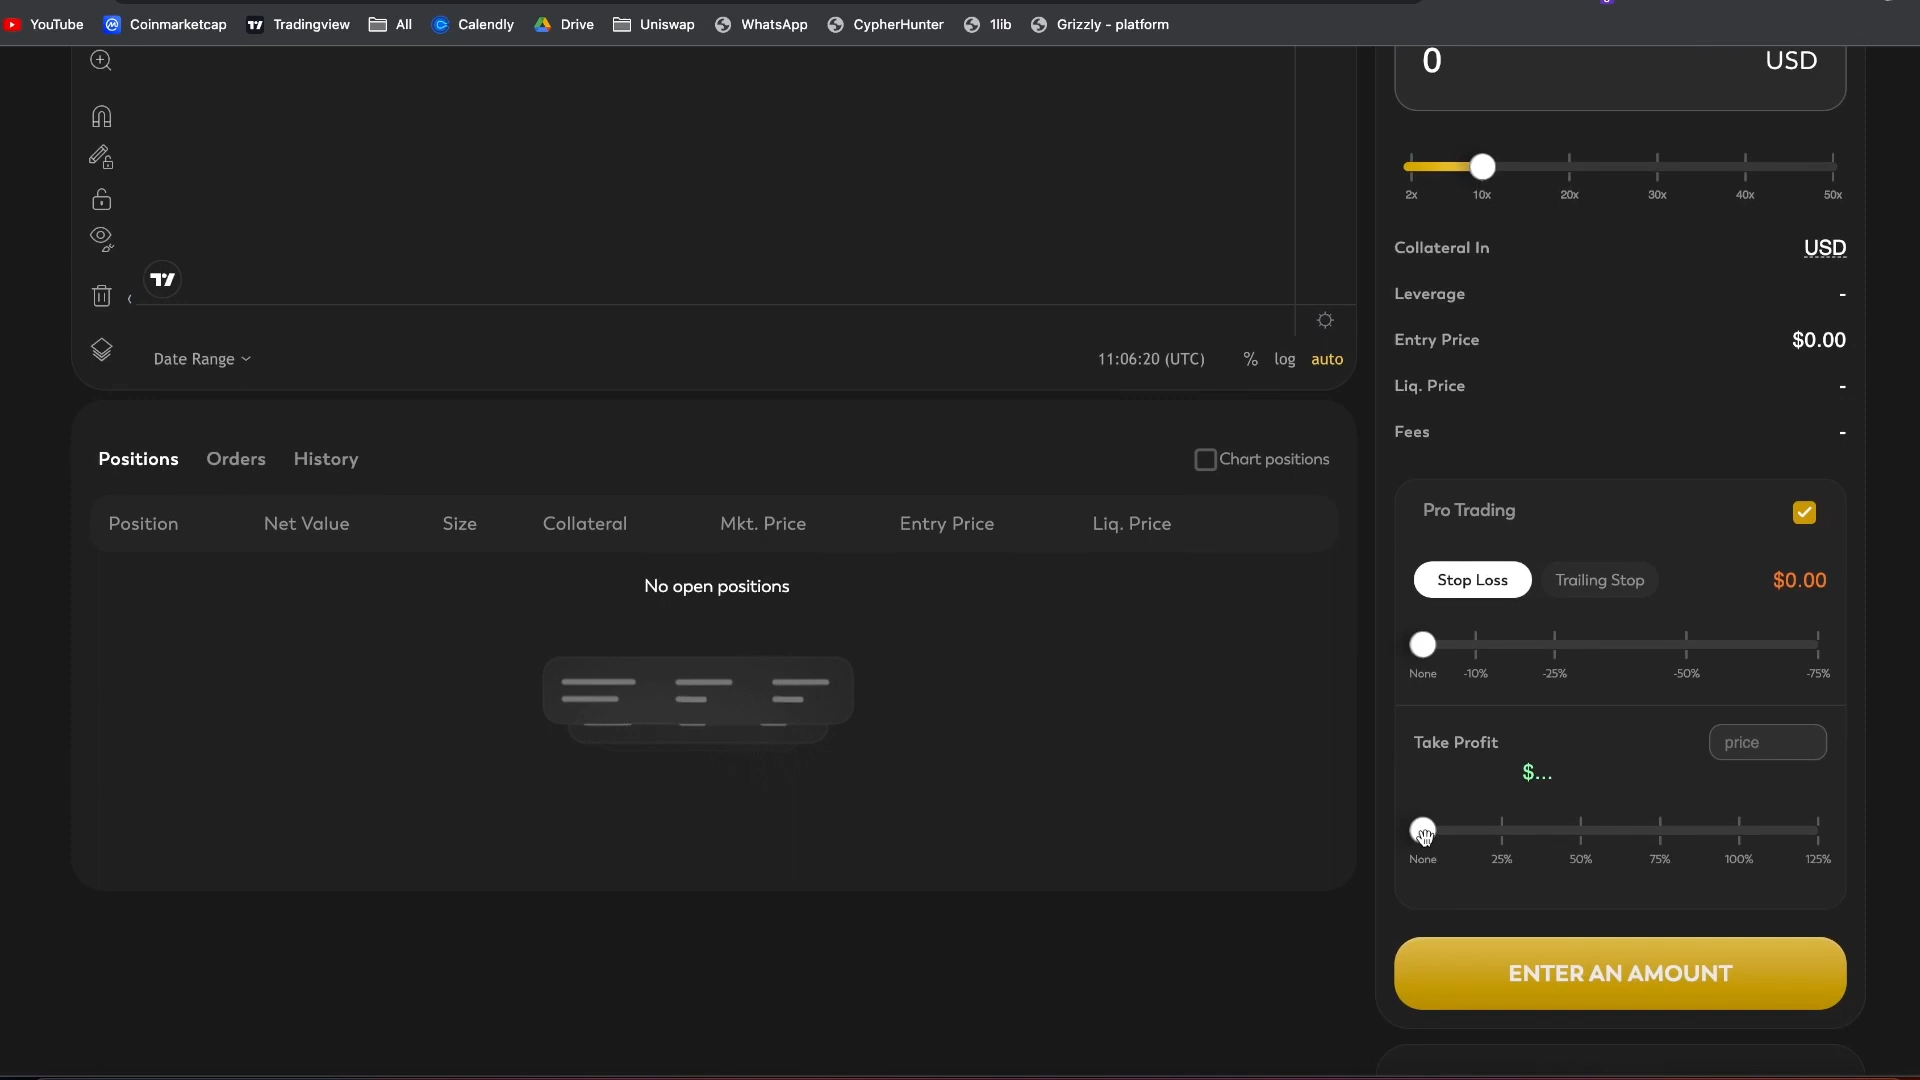 YouTube Coinmarketcap Tradingview All Calendly Drive Uniswap WhatsApp CypherHunter 1lib Grizzly - platform
0 USD
2x 10x 20x 30x 40x 50x
Collateral In USD
Leverage -
Entry Price $0.00
Liq. Price -
Fees -
Date Range 11:06:20 (UTC) % log auto
Positions Orders History Chart positions
Position Net Value Size Collateral Mkt. Price Entry Price Liq. Price
No open positions
Pro Trading
Stop Loss Trailing Stop $0.00
None -10% -25% -50% -75%
Take Profit price
$...
None 25% 50% 75% 100% 125%
ENTER AN AMOUNT